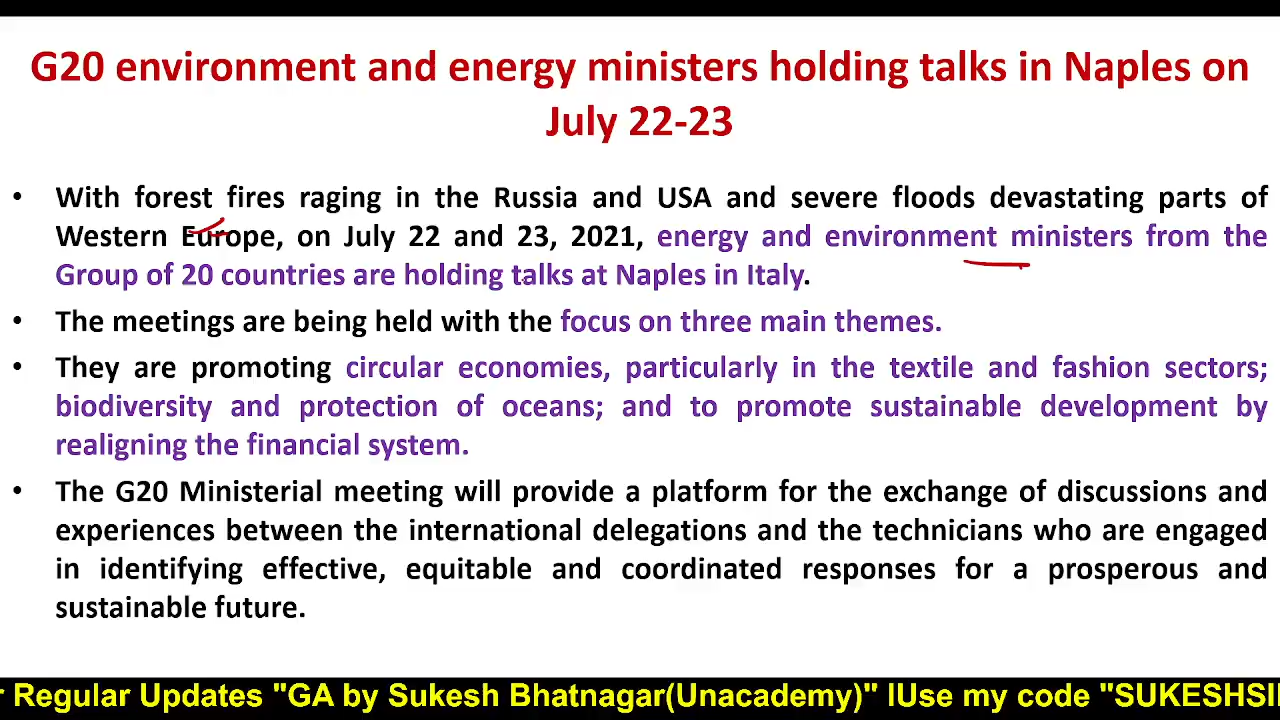 G20 environment and energy ministers holding talks in Naples on
July 22-23
• With forest fires raging in the Russia and USA and severe floods devastating parts of
Western Europe, on July 22 and 23, 2021, energy and environment ministers from the
Group of 20 countries are holding talks at Naples in Italy.
• The meetings are being held with the focus on three main themes.
• They are promoting circular economies, particularly in the textile and fashion sectors;
biodiversity and protection of oceans; and to promote sustainable development by
realigning the financial system.
• The G20 Ministerial meeting will provide a platform for the exchange of discussions and
experiences between the international delegations and the technicians who are engaged
in identifying effective, equitable and coordinated responses for a prosperous and
sustainable future.
r Regular Updates "GA by Sukesh Bhatnagar(Unacademy)" lUse my code "SUKESHSI